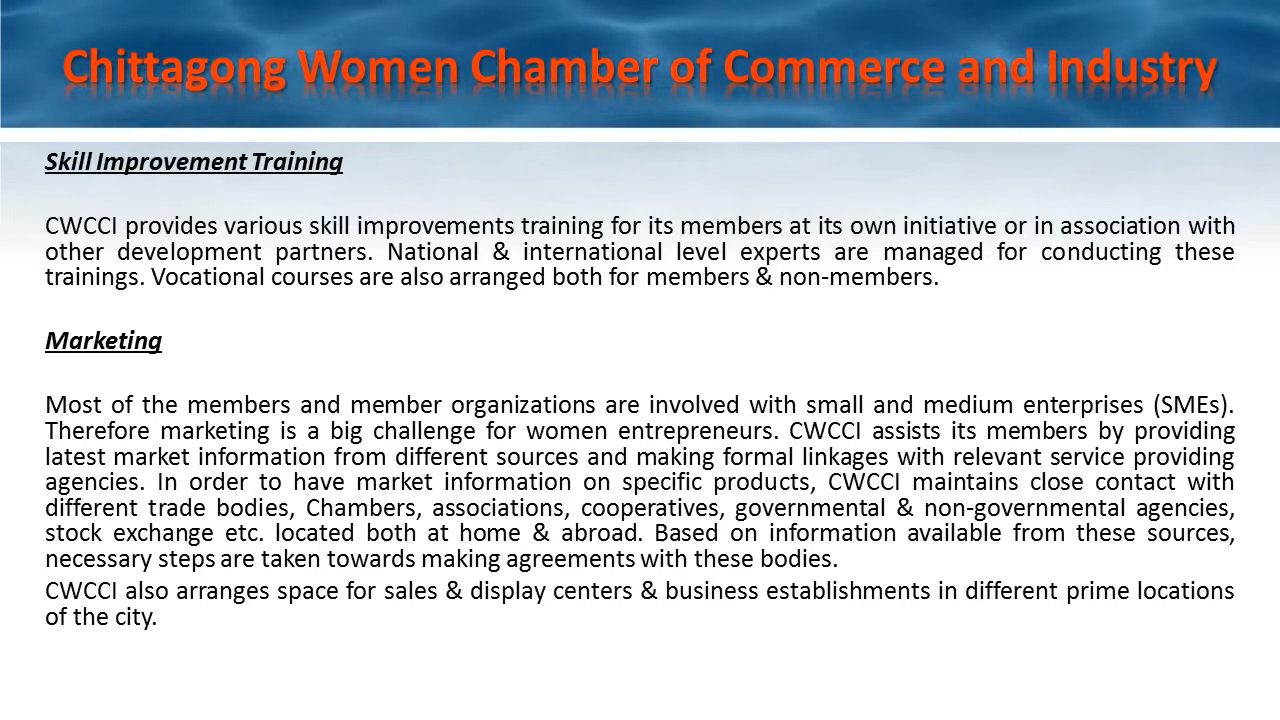 Chittagong Women Chamber of Commerce and Industry
Skill Improvement Training
CWCCI provides various skill improvements training for its members at its own initiative or in association with
other development partners. National & international level experts are managed for conducting these
trainings. Vocational courses are also arranged both for members & non-members.
Marketing
Most of the members and member organizations are involved with small and medium enterprises (SMEs).
Therefore marketing is a big challenge for women entrepreneurs. CWCCI assists its members by providing
latest market information from different sources and making formal linkages with relevant service providing
agencies. In order to have market information on specific products, CWCCI maintains close contact with
different trade bodies, Chambers, associations, cooperatives, governmental & non-governmental agencies,
stock exchange etc. located both at home & abroad. Based on information available from these sources,
necessary steps are taken towards making agreements with these bodies.
CWCCI also arranges space for sales & display centers & business establishments in different prime locations
of the city.